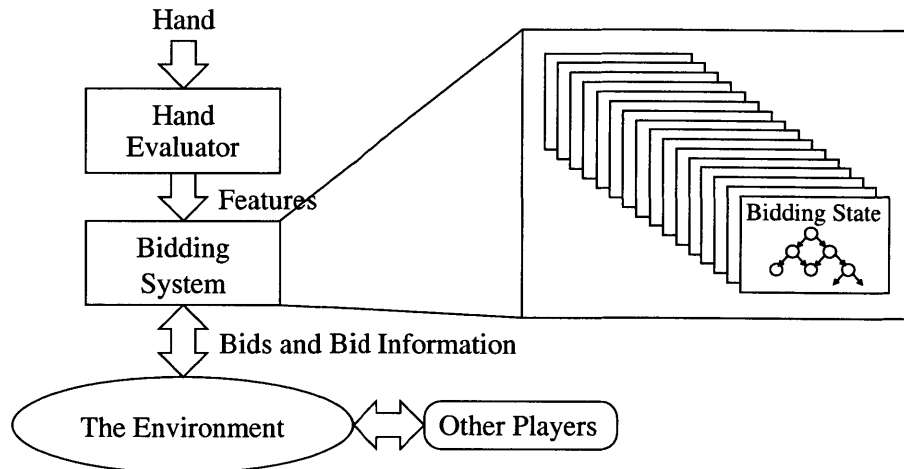 Hand
Hand
Evaluator
Features
Bidding
System
Bids and Bid Information
The Environment
Other Players
Bidding State